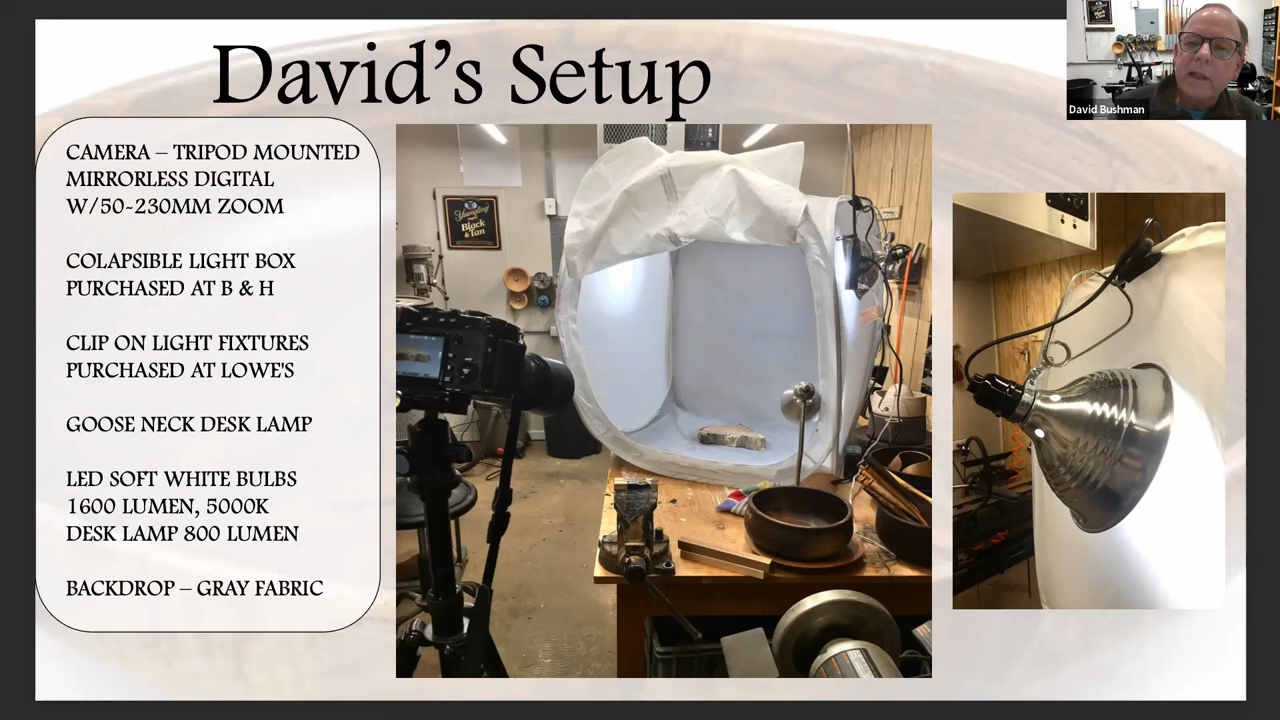 David's Setup
David Bushman
CAMERA – TRIPOD MOUNTED
MIRRORLESS DIGITAL
W/50-230MM ZOOM
COLAPSIBLE LIGHT BOX
PURCHASED AT B & H
CLIP ON LIGHT FIXTURES
PURCHASED AT LOWE'S
GOOSE NECK DESK LAMP
LED SOFT WHITE BULBS
1600 LUMEN, 5000K
DESK LAMP 800 LUMEN
BACKDROP – GRAY FABRIC
Yuengling
Black
& Tan